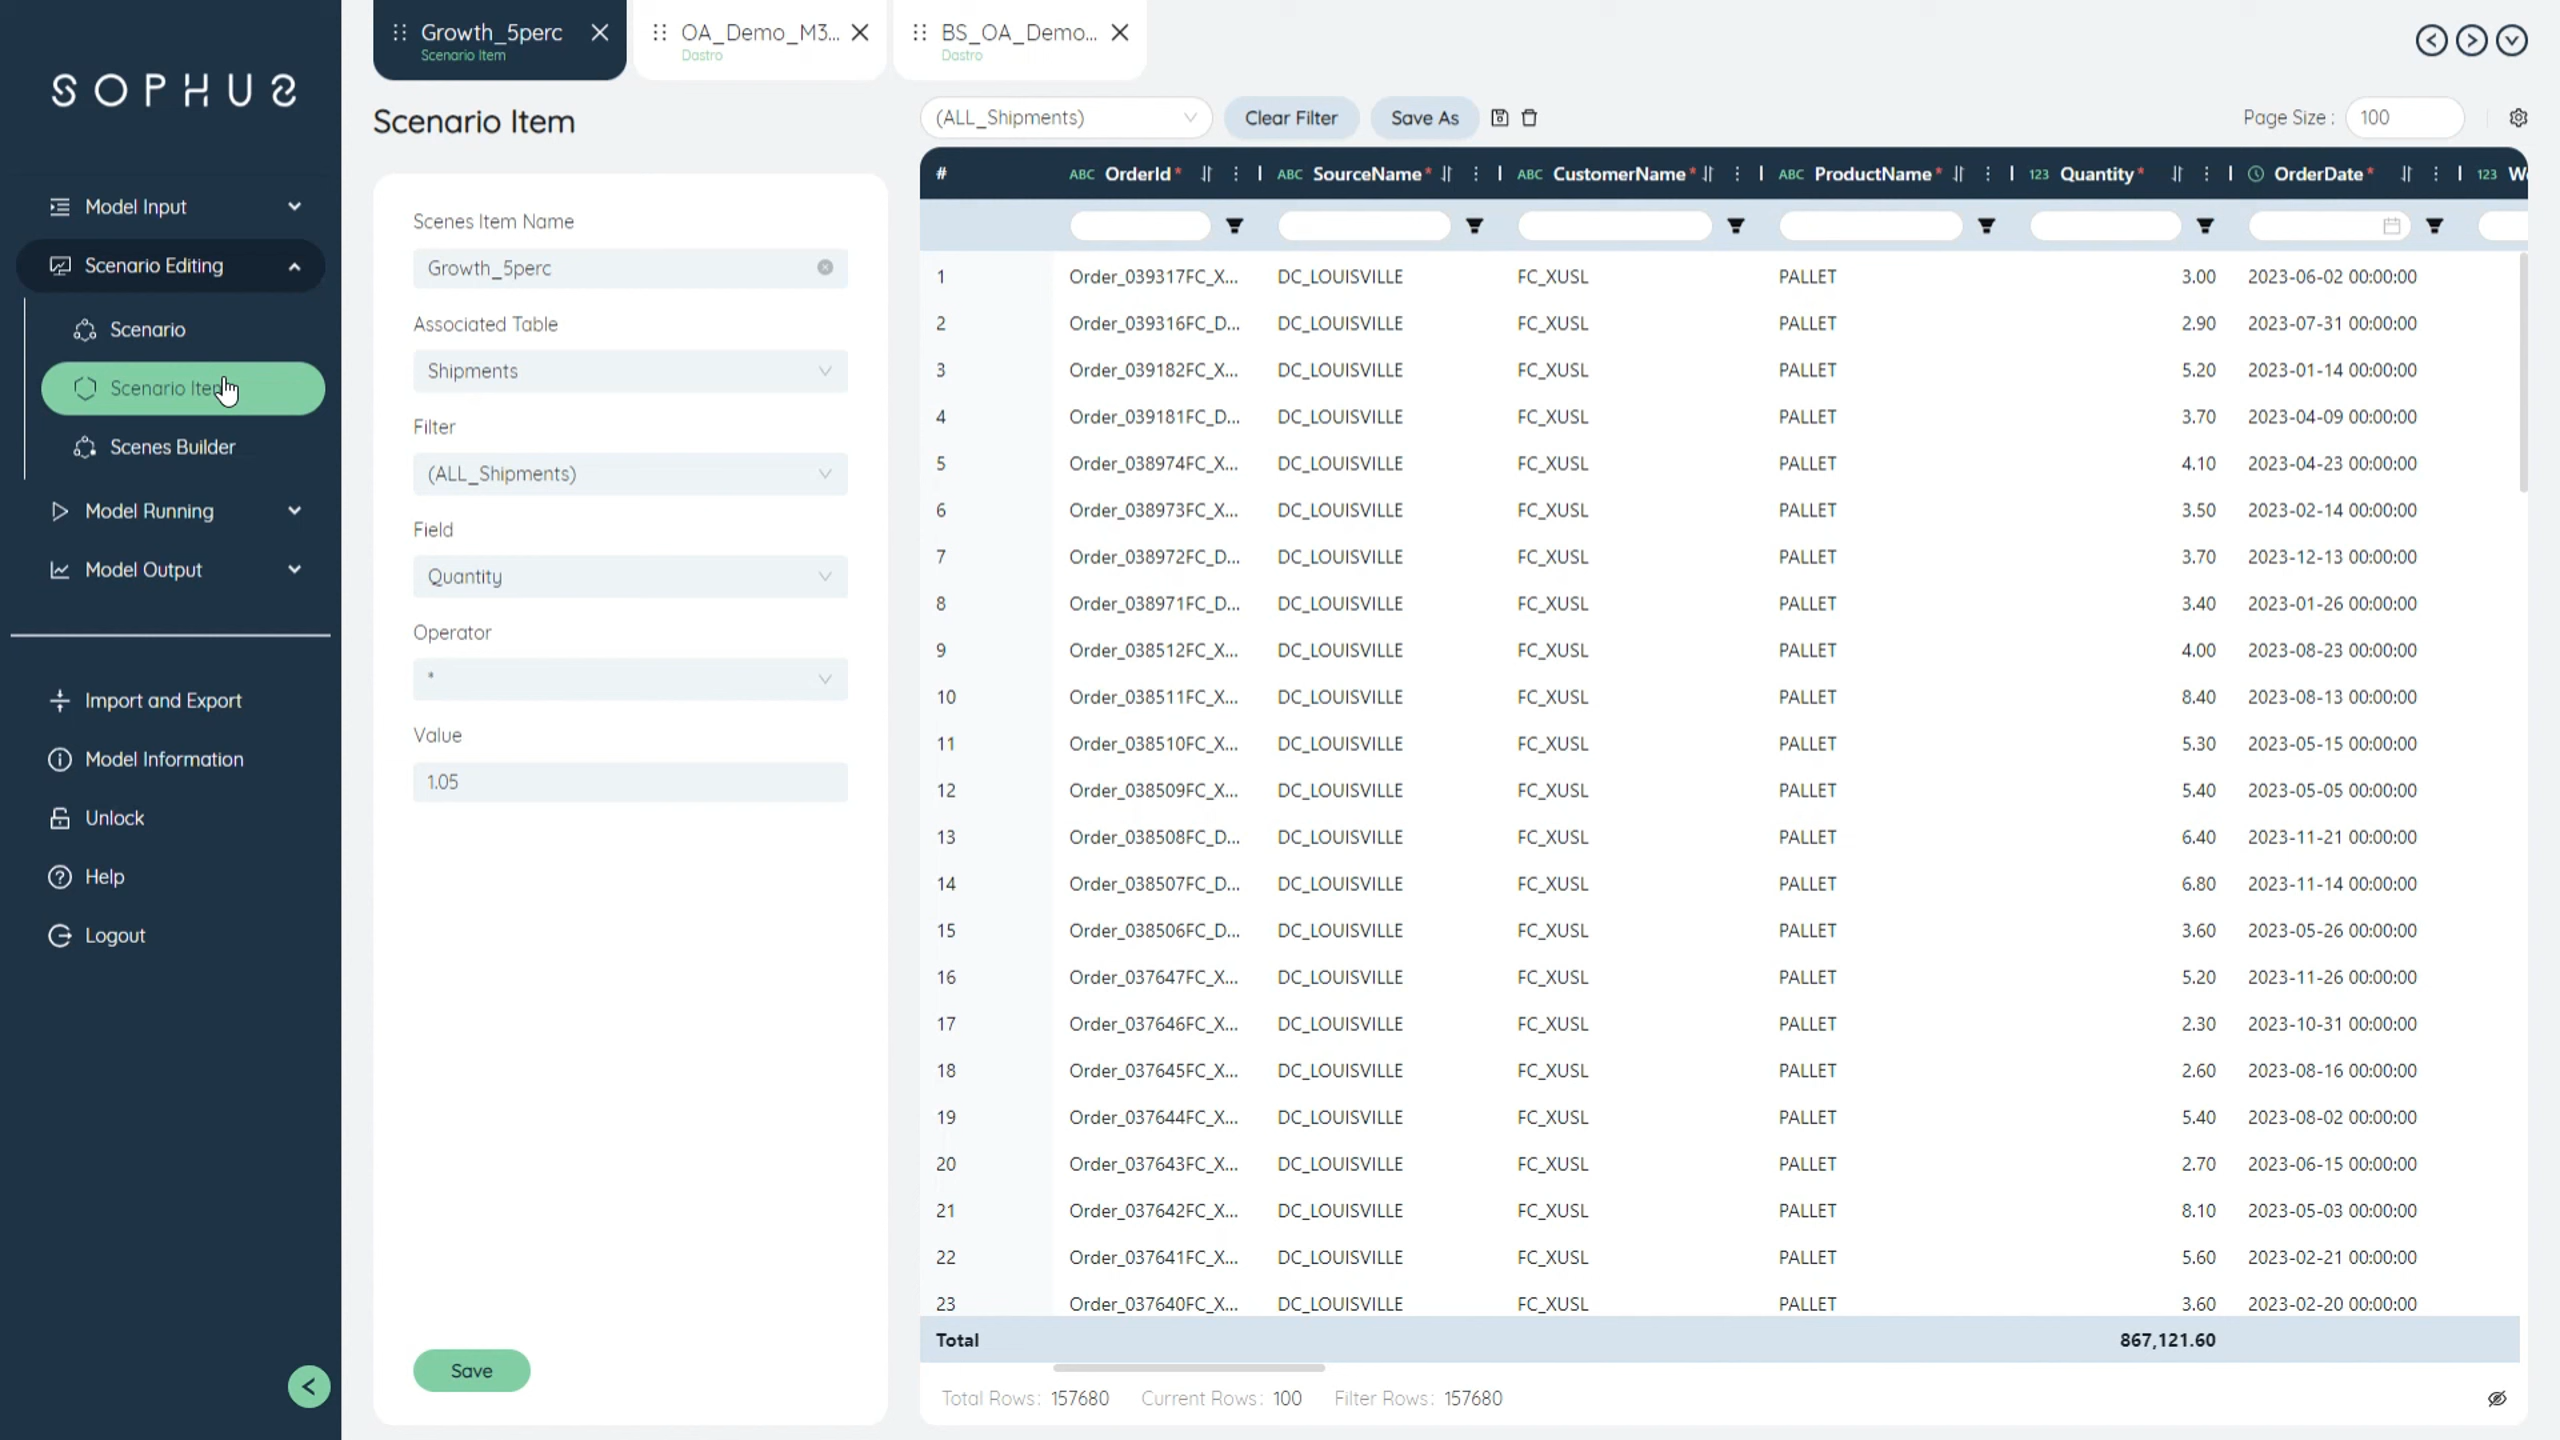 SOPHUS
Model Input
Scenario Editing
Scenario
Scenario Item
Scenes Builder
Model Running
Model Output
Import and Export
Model Information
Unlock
Help
Logout
Growth_5perc
Scenario Item
OA_Demo_M3...
Dastro
BS_OA_Demo...
Dastro
Scenario Item
Scenes Item Name
Growth_5perc
Associated Table
Shipments
Filter
(ALL_Shipments)
Field
Quantity
Operator
*
Value
1.05
Save
(ALL_Shipments) Clear Filter Save As Page Size : 100
# ABC OrderId* ABC SourceName* ABC CustomerName* ABC ProductName* 123 Quantity* OrderDate* 123 W
1 Order_039317FC_X... DC_LOUISVILLE FC_XUSL PALLET 3.00 2023-06-02 00:00:00
2 Order_039316FC_D... DC_LOUISVILLE FC_XUSL PALLET 2.90 2023-07-31 00:00:00
3 Order_039182FC_X... DC_LOUISVILLE FC_XUSL PALLET 5.20 2023-01-14 00:00:00
4 Order_039181FC_D... DC_LOUISVILLE FC_XUSL PALLET 3.70 2023-04-09 00:00:00
5 Order_038974FC_X... DC_LOUISVILLE FC_XUSL PALLET 4.10 2023-04-23 00:00:00
6 Order_038973FC_X... DC_LOUISVILLE FC_XUSL PALLET 3.50 2023-02-14 00:00:00
7 Order_038972FC_D... DC_LOUISVILLE FC_XUSL PALLET 3.70 2023-12-13 00:00:00
8 Order_038971FC_D... DC_LOUISVILLE FC_XUSL PALLET 3.40 2023-01-26 00:00:00
9 Order_038512FC_X... DC_LOUISVILLE FC_XUSL PALLET 4.00 2023-08-23 00:00:00
10 Order_038511FC_X... DC_LOUISVILLE FC_XUSL PALLET 8.40 2023-08-13 00:00:00
11 Order_038510FC_X... DC_LOUISVILLE FC_XUSL PALLET 5.30 2023-05-15 00:00:00
12 Order_038509FC_X... DC_LOUISVILLE FC_XUSL PALLET 5.40 2023-05-05 00:00:00
13 Order_038508FC_D... DC_LOUISVILLE FC_XUSL PALLET 6.40 2023-11-21 00:00:00
14 Order_038507FC_D... DC_LOUISVILLE FC_XUSL PALLET 6.80 2023-11-14 00:00:00
15 Order_038506FC_D... DC_LOUISVILLE FC_XUSL PALLET 3.60 2023-05-26 00:00:00
16 Order_037647FC_X... DC_LOUISVILLE FC_XUSL PALLET 5.20 2023-11-26 00:00:00
17 Order_037646FC_X... DC_LOUISVILLE FC_XUSL PALLET 2.30 2023-10-31 00:00:00
18 Order_037645FC_X... DC_LOUISVILLE FC_XUSL PALLET 2.60 2023-08-16 00:00:00
19 Order_037644FC_X... DC_LOUISVILLE FC_XUSL PALLET 5.40 2023-08-02 00:00:00
20 Order_037643FC_X... DC_LOUISVILLE FC_XUSL PALLET 2.70 2023-06-15 00:00:00
21 Order_037642FC_X... DC_LOUISVILLE FC_XUSL PALLET 8.10 2023-05-03 00:00:00
22 Order_037641FC_X... DC_LOUISVILLE FC_XUSL PALLET 5.60 2023-02-21 00:00:00
23 Order_037640FC_X... DC_LOUISVILLE FC_XUSL PALLET 3.60 2023-02-20 00:00:00
Total 867,121.60
Total Rows: 157680 Current Rows: 100 Filter Rows: 157680